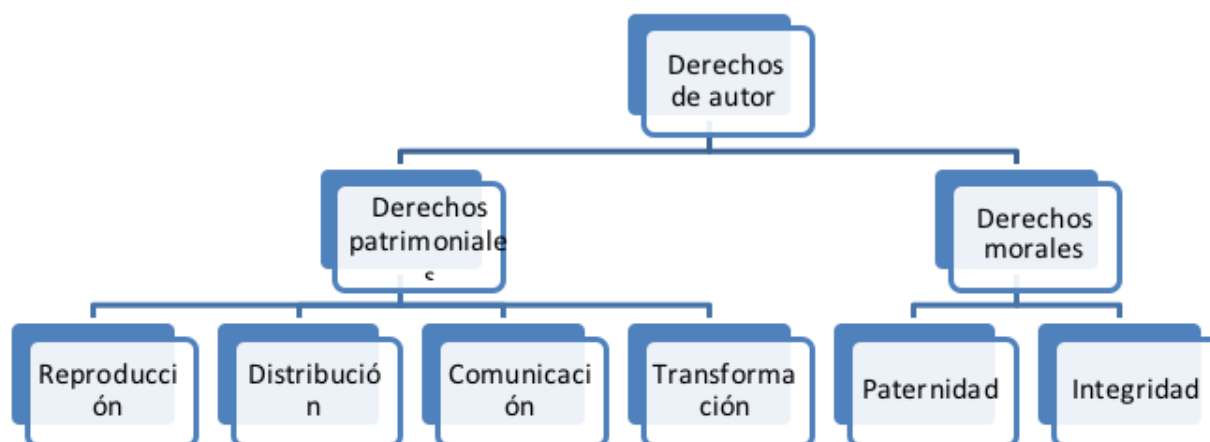 Derechos
de autor
Derechos
patrimoniale
s
Derechos
morales
Reproducci
ón
Distribució
n
Comunicaci
ón
Transforma
ción
Paternidad
Integridad